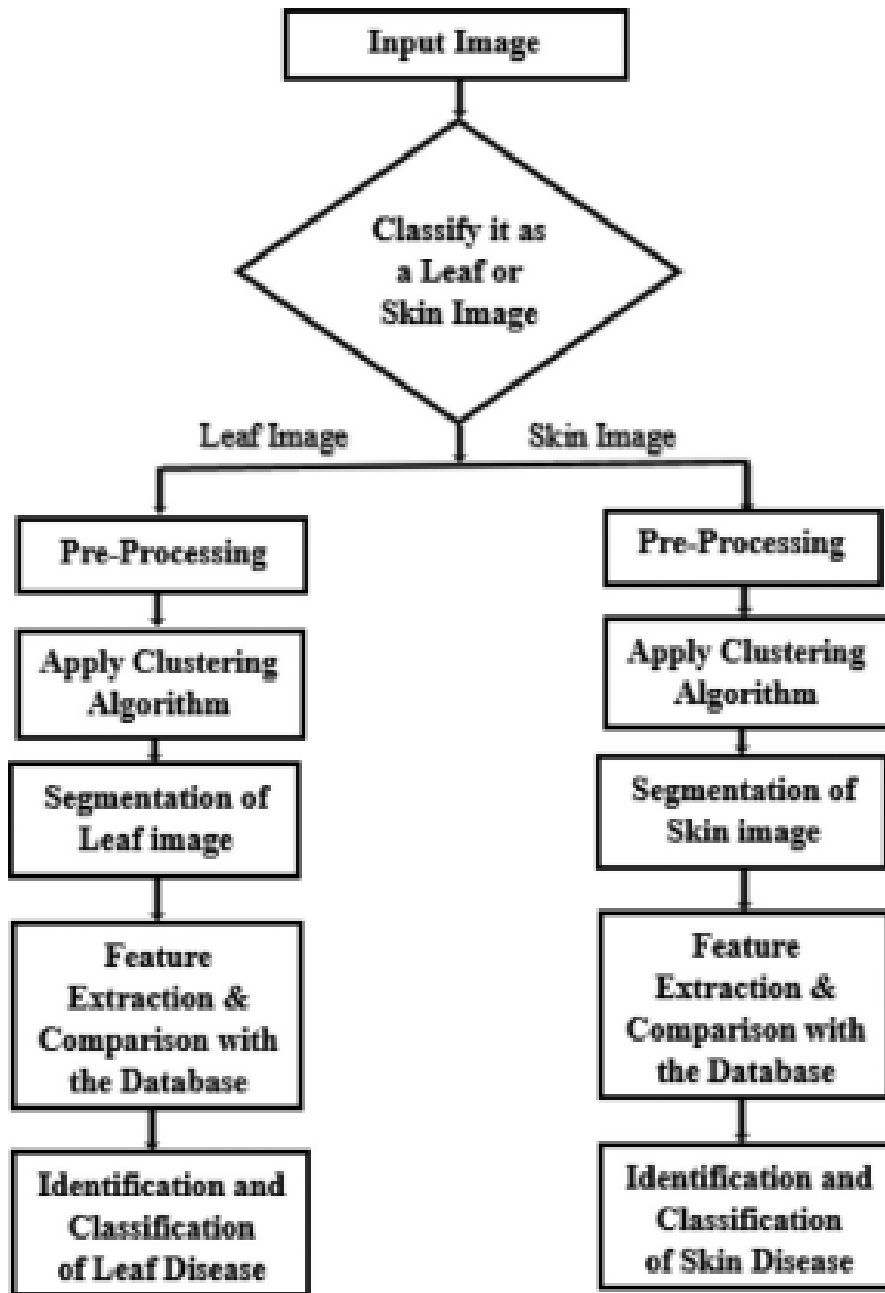 Input Image
Classify it as
a Leaf or
Skin Image
Leaf Image
Skin Image
Pre-Processing
Apply Clustering
Algorithm
Segmentation of
Leaf image
Feature
Extraction &
Comparison with
the Database
Identification and
Classification
of Leaf Disease
Pre-Processing
Apply Clustering
Algorithm
Segmentation of
Skin image
Feature
Extraction &
Comparison with
the Database
Identification and
Classification
of Skin Disease